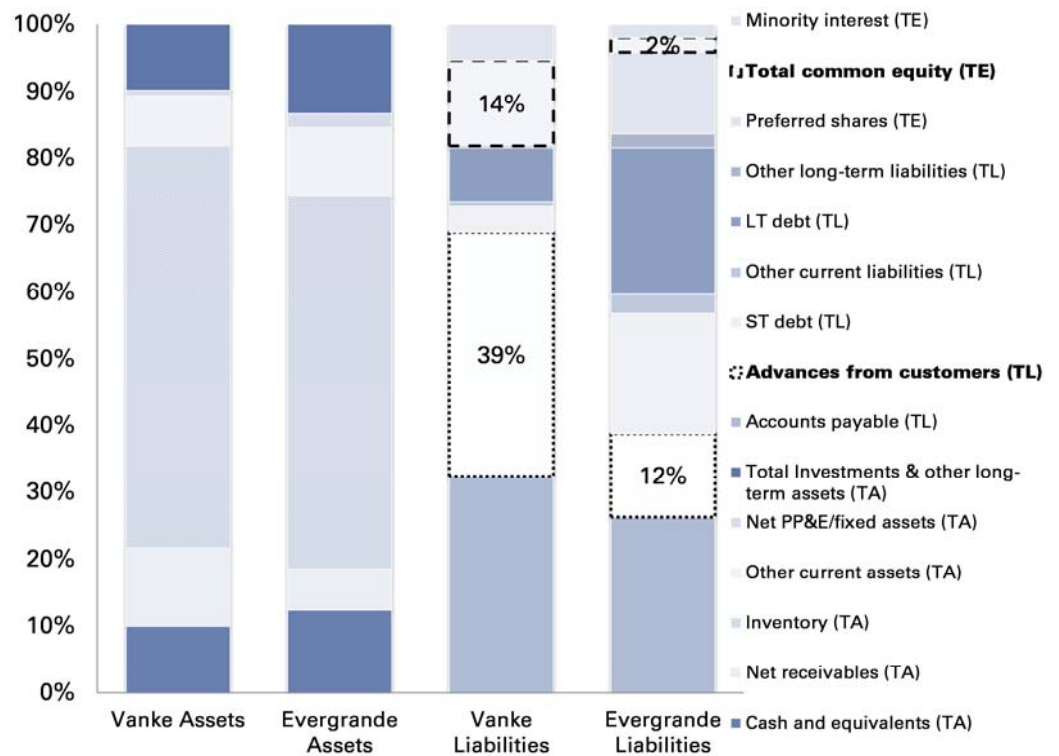 100%
90%
80%
70%
60%
50%
40%
30%
20%
10%
0%
14%
39%
2%
12%
Vanke Assets
Evergrande
Assets
Vanke
Liabilities
Evergrande
Liabilities
Minority interest (TE)
Total common equity (TE)
Preferred shares (TE)
Other long-term liabilities (TL)
LT debt (TL)
Other current liabilities (TL)
ST debt (TL)
Advances from customers (TL)
Accounts payable (TL)
Total Investments & other long-
term assets (TA)
Net PP&E/fixed assets (TA)
Other current assets (TA)
Inventory (TA)
Net receivables (TA)
Cash and equivalents (TA)